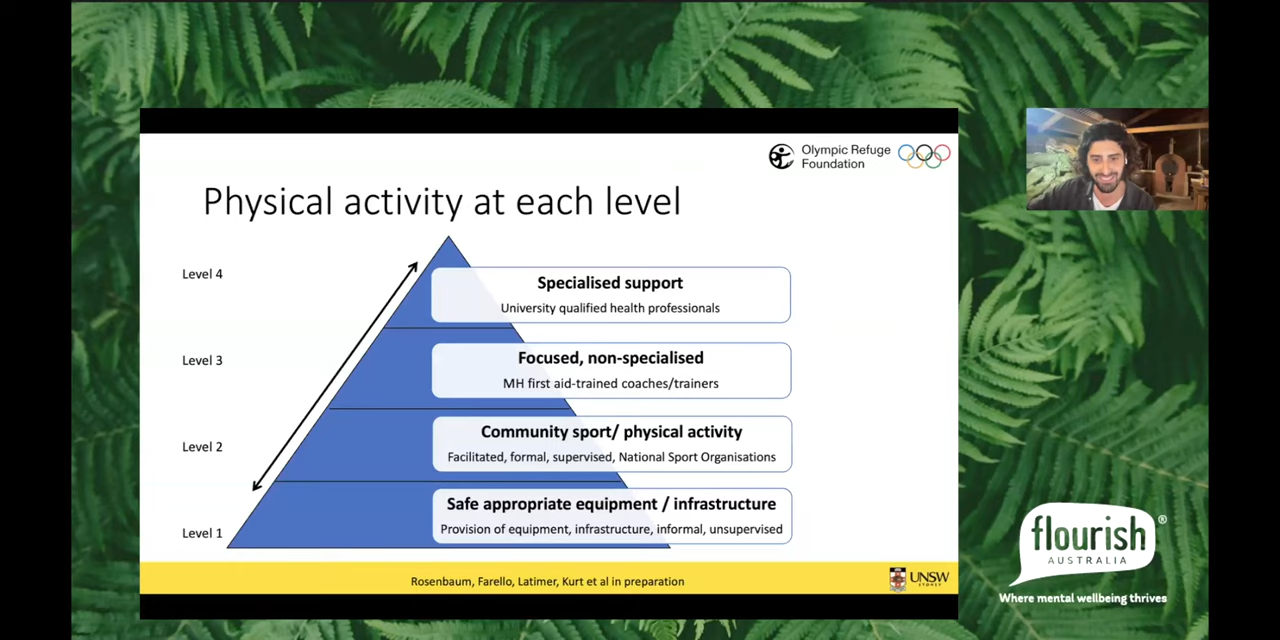 Olympic Refuge
Foundation
Physical activity at each level
Level 4
Specialised support
University qualified health professionals
Level 3
Focused, non-specialised
MH first aid-trained coaches/trainers
Level 2
Community sport/ physical activity
Facilitated, formal, supervised, National Sport Organisations
Level 1
Safe appropriate equipment / infrastructure
Provision of equipment, infrastructure, informal, unsupervised
Rosenbaum, Farello, Latimer, Kurt et al in preparation
UNSW
SYDNEY
flourish®
AUSTRALIA
Where mental wellbeing thrives